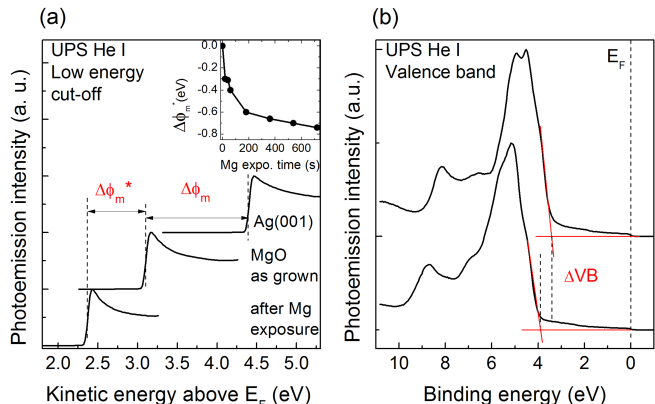 (a)
UPS He I
Low energy
cut-off
0.0
-0.2
-0.4
-0.6
-0.8
Δϕm* (eV)
0 200 400 600
Mg expo. time (s)
Δϕm*
Δϕm
Ag(001)
MgO
as grown
after Mg
exposure
Photoemission intensity (a. u.)
2.0 2.5 3.0 3.5 4.0 4.5 5.0
Kinetic energy above EF (eV)
(b)
UPS He I
Valence band
EF
ΔVB
Photoemission intensity (a. u.)
10 8 6 4 2 0
Binding energy (eV)